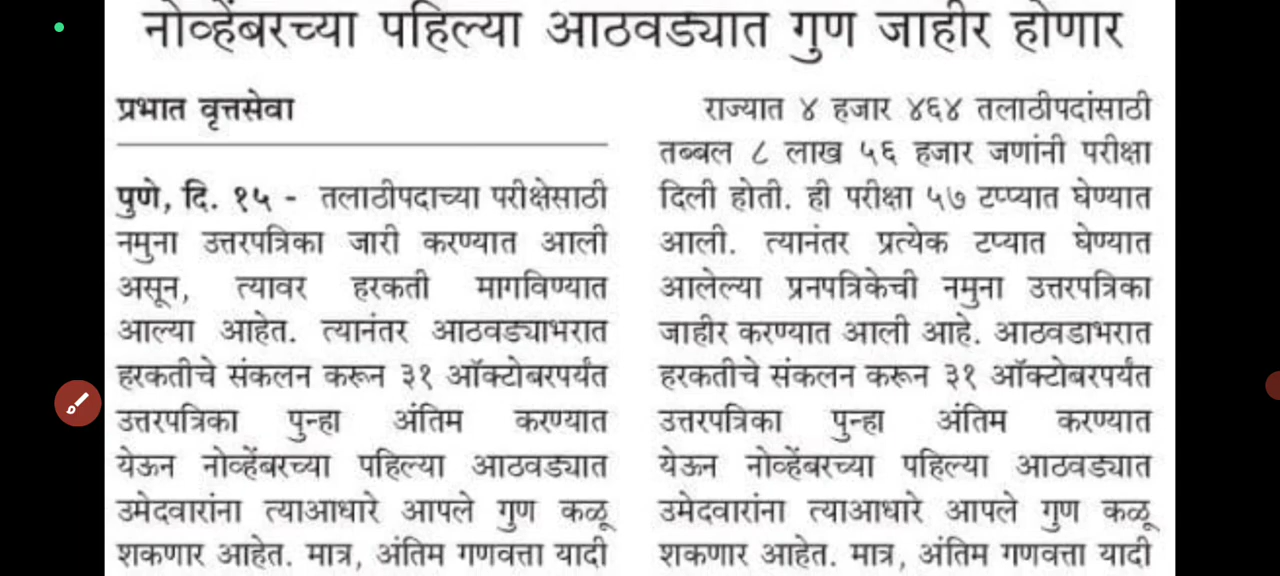 नोव्हेंबरच्या पहिल्या आठवड्यात गुण जाहीर होणार
प्रभात वृत्तसेवा
पुणे, दि. १५ - तलाठीपदाच्या परीक्षेसाठी
नमुना उत्तरपत्रिका जारी करण्यात आली
असून, त्यावर हरकती मागविण्यात
आल्या आहेत. त्यानंतर आठवड्याभरात
हरकतीचे संकलन करून ३१ ऑक्टोबरपर्यंत
उत्तरपत्रिका पुन्हा अंतिम करण्यात
येऊन नोव्हेंबरच्या पहिल्या आठवड्यात
उमेदवारांना त्याआधारे आपले गुण कळू
शकणार आहेत. मात्र, अंतिम गणवत्ता यादी
राज्यात ४ हजार ४६४ तलाठीपदांसाठी
तब्बल ८ लाख ५६ हजार जणांनी परीक्षा
दिली होती. ही परीक्षा ५७ टप्प्यात घेण्यात
आली. त्यानंतर प्रत्येक टप्यात घेण्यात
आलेल्या प्रनपत्रिकेची नमुना उत्तरपत्रिका
जाहीर करण्यात आली आहे. आठवडाभरात
हरकतीचे संकलन करून ३१ ऑक्टोबरपर्यंत
उत्तरपत्रिका पुन्हा अंतिम करण्यात
येऊन नोव्हेंबरच्या पहिल्या आठवड्यात
उमेदवारांना त्याआधारे आपले गुण कळू
शकणार आहेत. मात्र, अंतिम गणवत्ता यादी